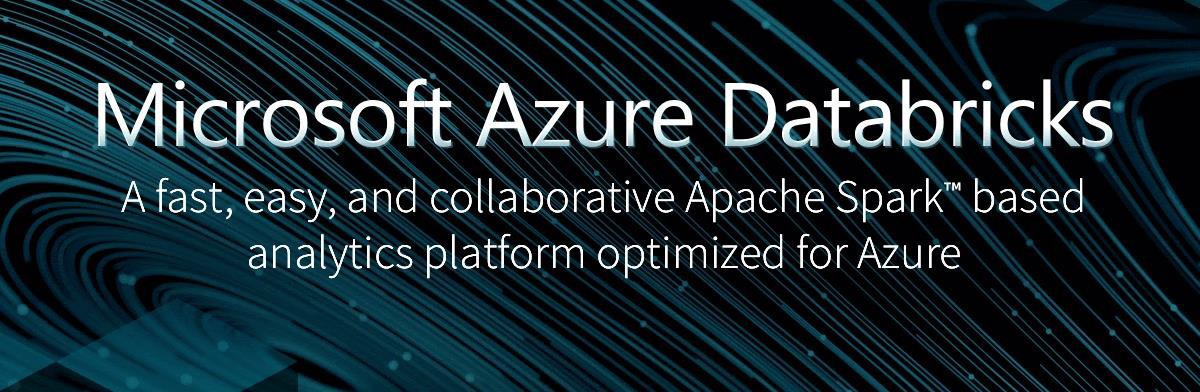 Microsoft Azure Databricks
A fast, easy, and collaborative Apache Spark™ based
analytics platform optimized for Azure